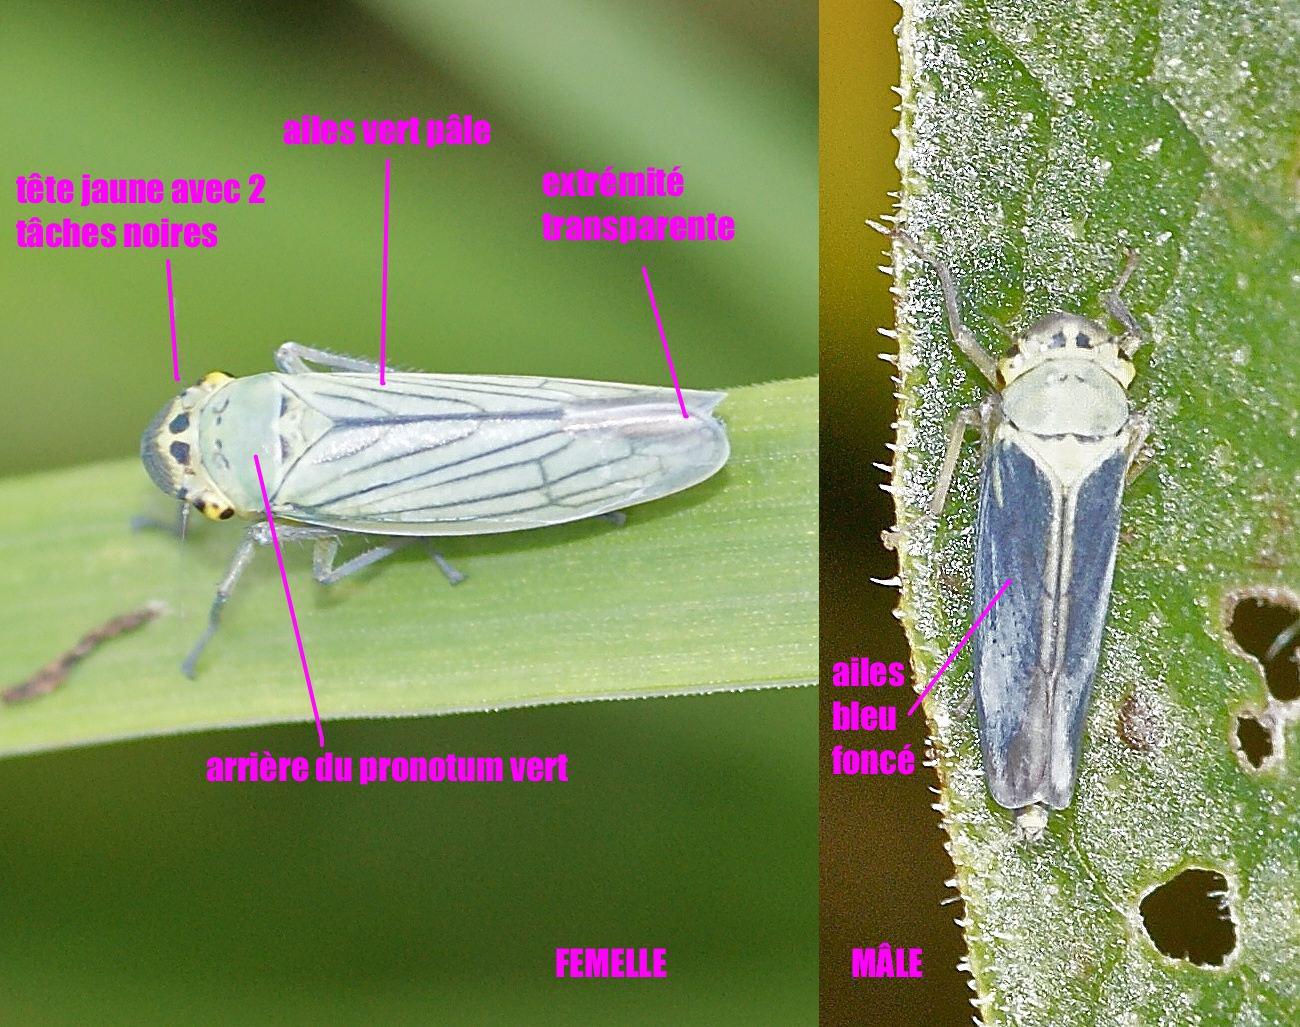 ailes vert pâle
tête jaune avec 2
tâches noires
extrémité
transparente
arrière du pronotum vert
FEMELLE
ailes
bleu
foncé
MÂLE